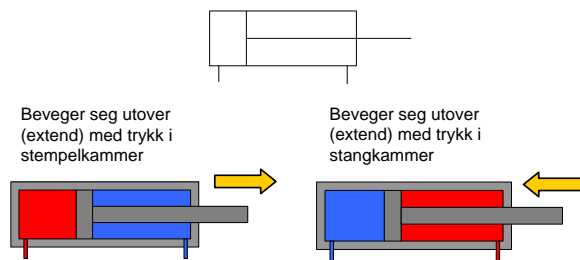 Beveger seg utover
(extend) med trykk i
stempelkammer
Beveger seg utover
(extend) med trykk i
stangkammer